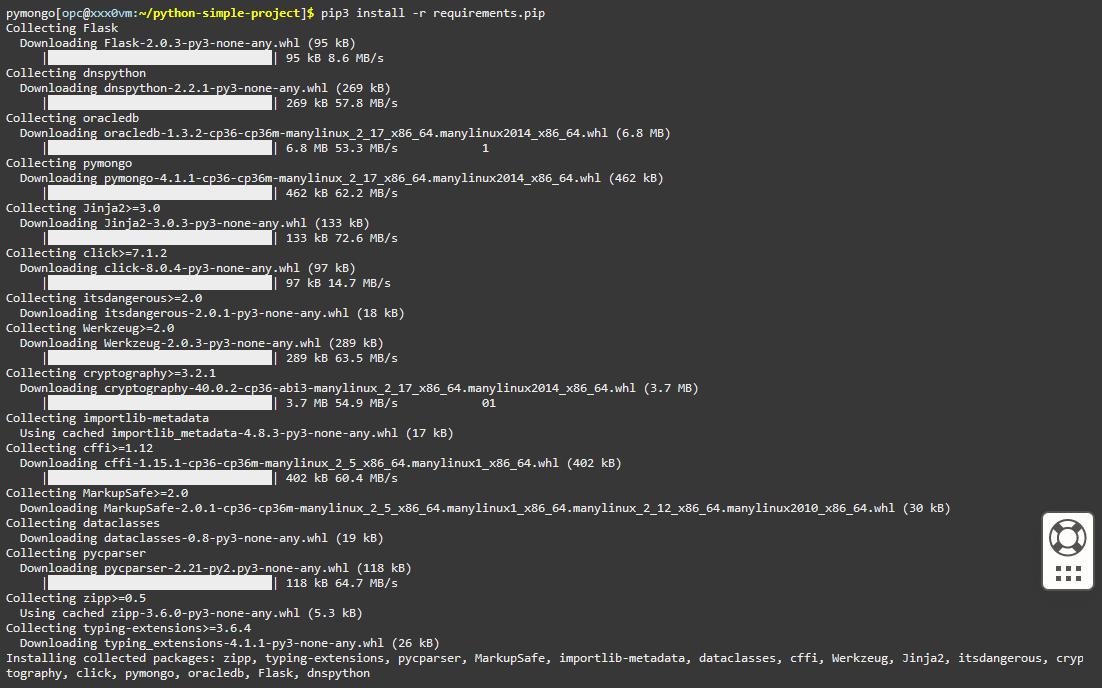 pymongo[opc@xxx0vm:~/python-simple-project]$ pip3 install -r requirements.pip
Collecting Flask
  Downloading Flask-2.0.3-py3-none-any.whl (95 kB)
     |████████████████████████████████| 95 kB 8.6 MB/s
Collecting dnspython
  Downloading dnspython-2.2.1-py3-none-any.whl (269 kB)
     |████████████████████████████████| 269 kB 57.8 MB/s
Collecting oracledb
  Downloading oracledb-1.3.2-cp36-cp36m-manylinux_2_17_x86_64.manylinux2014_x86_64.whl (6.8 MB)
     |████████████████████████████████| 6.8 MB 53.3 MB/s            1
Collecting pymongo
  Downloading pymongo-4.1.1-cp36-cp36m-manylinux_2_17_x86_64.manylinux2014_x86_64.whl (462 kB)
     |████████████████████████████████| 462 kB 62.2 MB/s
Collecting Jinja2>=3.0
  Downloading Jinja2-3.0.3-py3-none-any.whl (133 kB)
     |████████████████████████████████| 133 kB 72.6 MB/s
Collecting click>=7.1.2
  Downloading click-8.0.4-py3-none-any.whl (97 kB)
     |████████████████████████████████| 97 kB 14.7 MB/s
Collecting itsdangerous>=2.0
  Downloading itsdangerous-2.0.1-py3-none-any.whl (18 kB)
Collecting Werkzeug>=2.0
  Downloading Werkzeug-2.0.3-py3-none-any.whl (289 kB)
     |████████████████████████████████| 289 kB 63.5 MB/s
Collecting cryptography>=3.2.1
  Downloading cryptography-40.0.2-cp36-abi3-manylinux_2_17_x86_64.manylinux2014_x86_64.whl (3.7 MB)
     |████████████████████████████████| 3.7 MB 54.9 MB/s            01
Collecting importlib-metadata
  Using cached importlib_metadata-4.8.3-py3-none-any.whl (17 kB)
Collecting cffi>=1.12
  Downloading cffi-1.15.1-cp36-cp36m-manylinux_2_5_x86_64.manylinux1_x86_64.whl (402 kB)
     |████████████████████████████████| 402 kB 60.4 MB/s
Collecting MarkupSafe>=2.0
  Downloading MarkupSafe-2.0.1-cp36-cp36m-manylinux_2_5_x86_64.manylinux1_x86_64.manylinux_2_12_x86_64.manylinux2010_x86_64.whl (30 kB)
Collecting dataclasses
  Downloading dataclasses-0.8-py3-none-any.whl (19 kB)
Collecting pycparser
  Downloading pycparser-2.21-py2.py3-none-any.whl (118 kB)
     |████████████████████████████████| 118 kB 64.7 MB/s
Collecting zipp>=0.5
  Using cached zipp-3.6.0-py3-none-any.whl (5.3 kB)
Collecting typing-extensions>=3.6.4
  Downloading typing_extensions-4.1.1-py3-none-any.whl (26 kB)
Installing collected packages: zipp, typing-extensions, pycparser, MarkupSafe, importlib-metadata, dataclasses, cffi, Werkzeug, Jinja2, itsdangerous, cryp
tography, click, pymongo, oracledb, Flask, dnspython